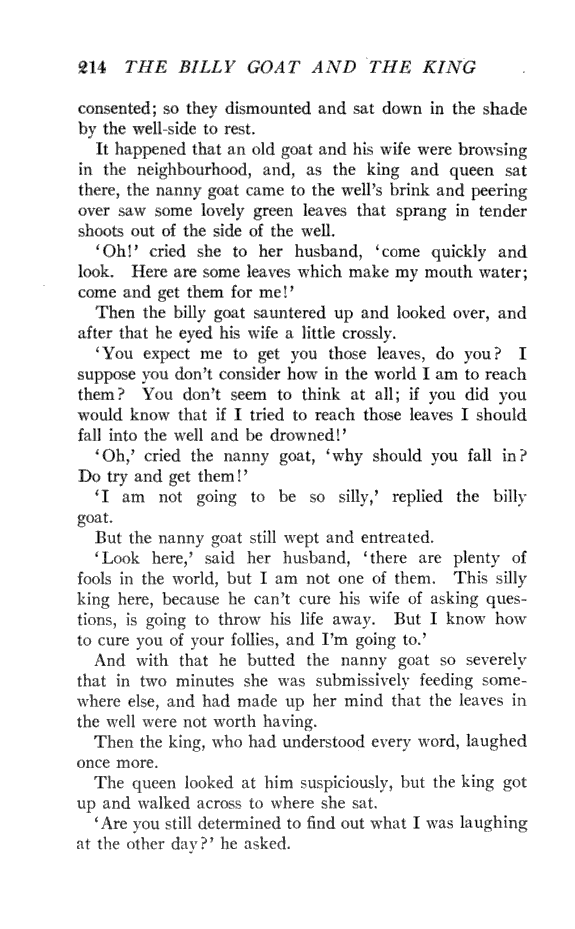 214 THE BILLY GOAT AND THE KING
consented; so they dismounted and sat down in the shade
by the well-side to rest.
It happened that an old goat and his wife were browsing
in the neighbourhood, and, as the king and queen sat
there, the nanny goat came to the well's brink and peering
over saw some lovely green leaves that sprang in tender
shoots out of the side of the well.
'Oh!' cried she to her husband, 'come quickly and
look. Here are some leaves which make my mouth water;
come and get them for me!'
Then the billy goat sauntered up and looked over, and
after that he eyed his wife a little crossly.
'You expect me to get you those leaves, do you? I
suppose you don't consider how in the world I am to reach
them? You don't seem to think at all; if you did you
would know that if I tried to reach those leaves I should
fall into the well and be drowned!'
'Oh,' cried the nanny goat, 'why should you fall in?
Do try and get them!'
'I am not going to be so silly,' replied the billy
goat.
But the nanny goat still wept and entreated.
'Look here,' said her husband, 'there are plenty of
fools in the world, but I am not one of them. This silly
king here, because he can't cure his wife of asking ques-
tions, is going to throw his life away. But I know how
to cure you of your follies, and I'm going to.'
And with that he butted the nanny goat so severely
that in two minutes she was submissively feeding some-
where else, and had made up her mind that the leaves in
the well were not worth having.
Then the king, who had understood every word, laughed
once more.
The queen looked at him suspiciously, but the king got
up and walked across to where she sat.
'Are you still determined to find out what I was laughing
at the other day?' he asked.